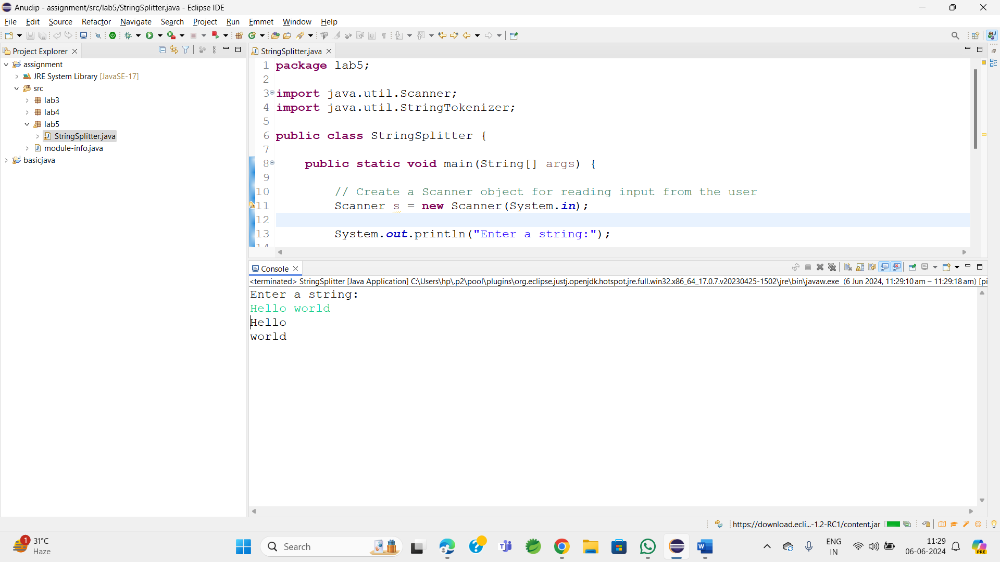 Anudip - assignment/src/lab5/StringSplitter.java - Eclipse IDE
File Edit Source Refactor Navigate Search Project Run Emmet Window Help
Project Explorer
assignment
JRE System Library [JavaSE-17]
src
lab3
lab4
lab5
StringSplitter.java
module-info.java
basicjava
StringSplitter.java
1 package lab5;
2
3 import java.util.Scanner;
4 import java.util.StringTokenizer;
5
6 public class StringSplitter {
7
8 public static void main(String[] args) {
9
10 // Create a Scanner object for reading input from the user
11 Scanner s = new Scanner(System.in);
12
13 System.out.println("Enter a string:");
Console
<terminated> StringSplitter [Java Application] C:\Users\hp\.p2\pool\plugins\org.eclipse.justj.openjdk.hotspot.jre.full.win32.x86_64_17.0.7.v20230425-1502\jre\bin\javaw.exe (6 Jun 2024, 11:29:10 am – 11:29:18 am) [pi
Enter a string:
Hello world
Hello
world
https://download.ecli...-1.2-RC1/content.jar
1
31°C
Haze
Search
ENG
IN
11:29
06-06-2024
PRE